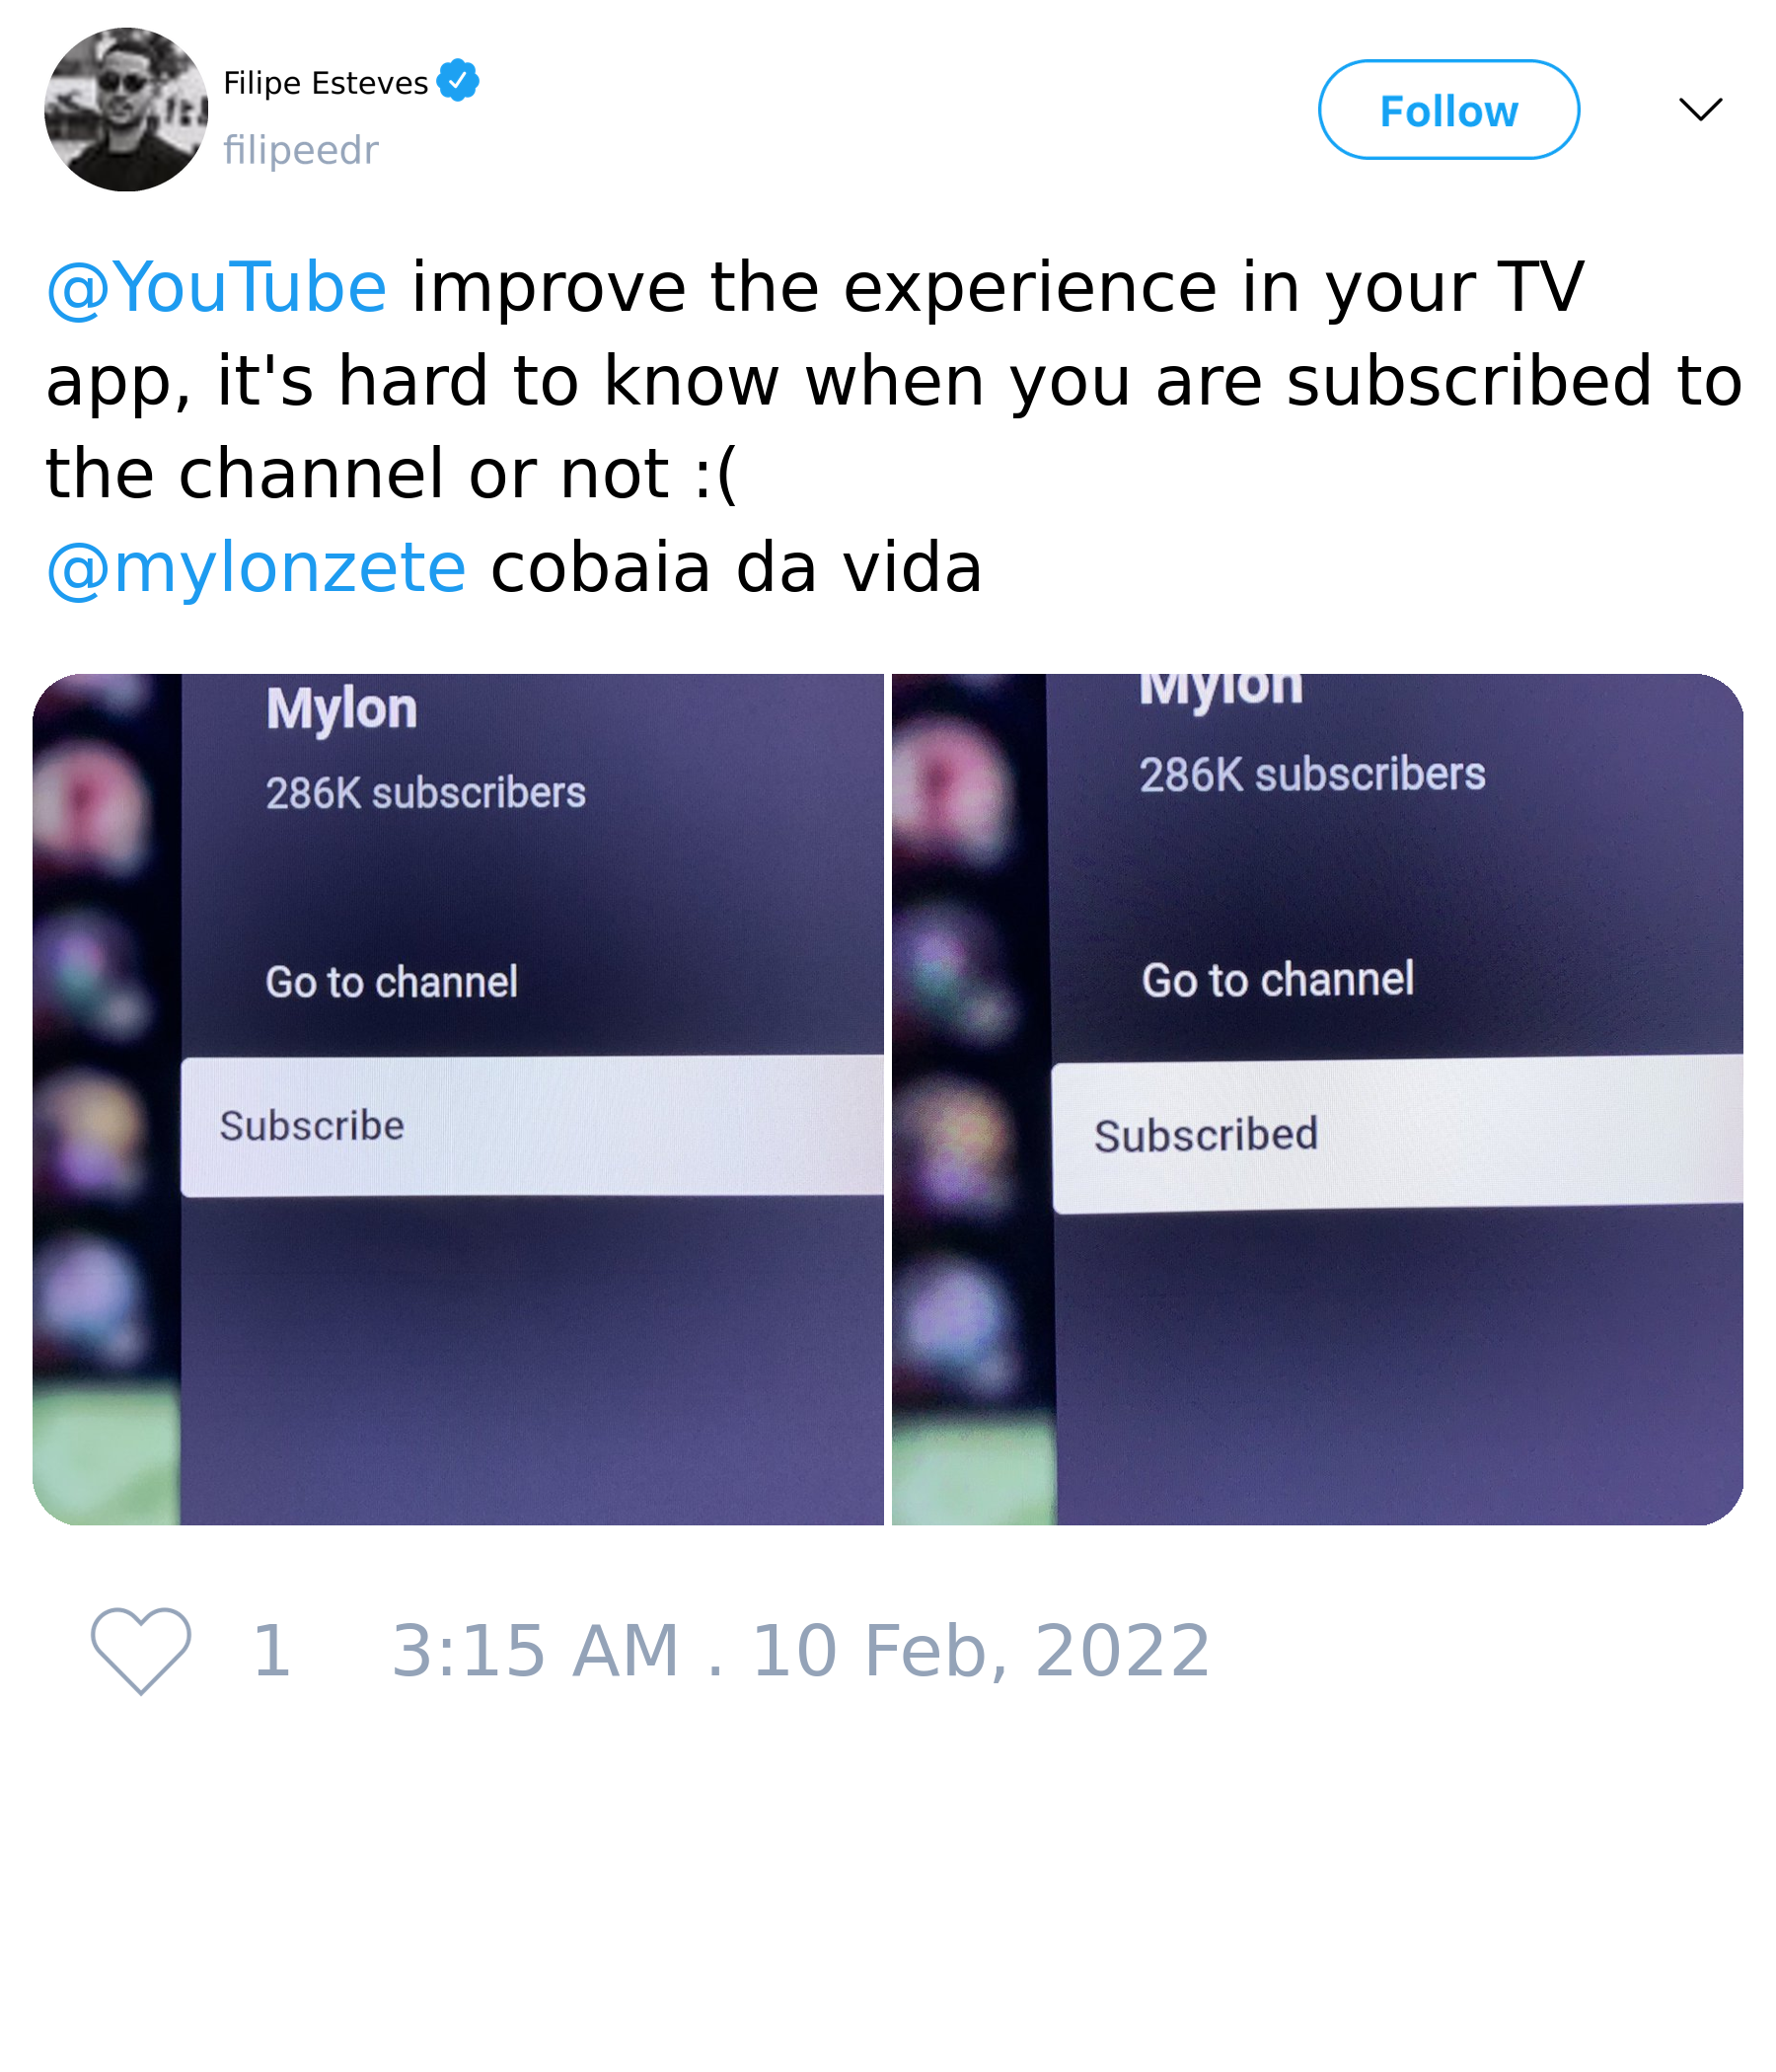 Filipe Esteves
filipeedr
Follow
@YouTube improve the experience in your TV
app, it's hard to know when you are subscribed to
the channel or not :(
@mylonzete cobaia da vida
Mylon
286K subscribers
Go to channel
Subscribe
Mylon
286K subscribers
Go to channel
Subscribed
1 3:15 AM . 10 Feb, 2022